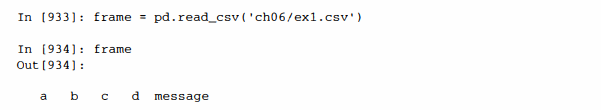 In [933]: frame = pd.read_csv('ch06/ex1.csv')
In [934]: frame
Out[934]:
a b c d message